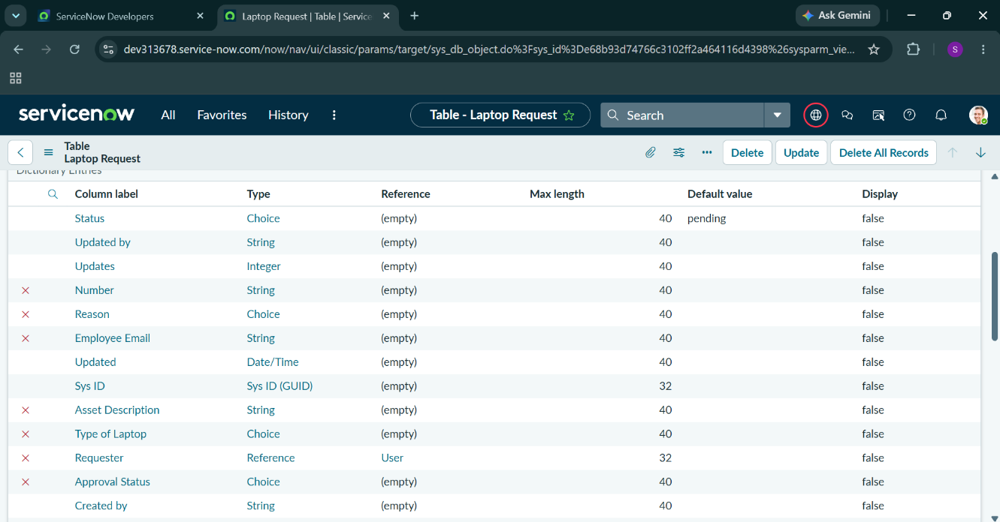 ServiceNow Developers
Laptop Request | Table | Service
Ask Gemini
dev313678.service-now.com/now/nav/ui/classic/params/target/sys_db_object.do%3Fsys_id%3De68b93d74766c3102ff2a464116d4398%26sysparm_vie...
S
servicenow
All
Favorites
History
Table - Laptop Request
Search
Table
Laptop Request
Delete
Update
Delete All Records
Dictionary Entries
Column label Type Reference Max length Default value Display
Status Choice (empty) 40 pending false
Updated by String (empty) 40 false
Updates Integer (empty) 40 false
Number String (empty) 40 false
Reason Choice (empty) 40 false
Employee Email String (empty) 40 false
Updated Date/Time (empty) 40 false
Sys ID Sys ID (GUID) (empty) 32 false
Asset Description String (empty) 40 false
Type of Laptop Choice (empty) 40 false
Requester Reference User 32 false
Approval Status Choice (empty) 40 false
Created by String (empty) 40 false